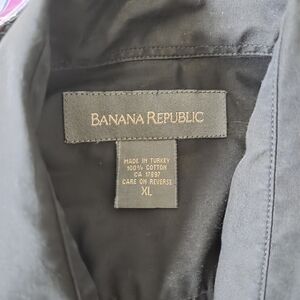 BANANA REPUBLIC
MADE IN TURKEY
100% COTTON
CA 17897
CARE ON REVERSE
XL